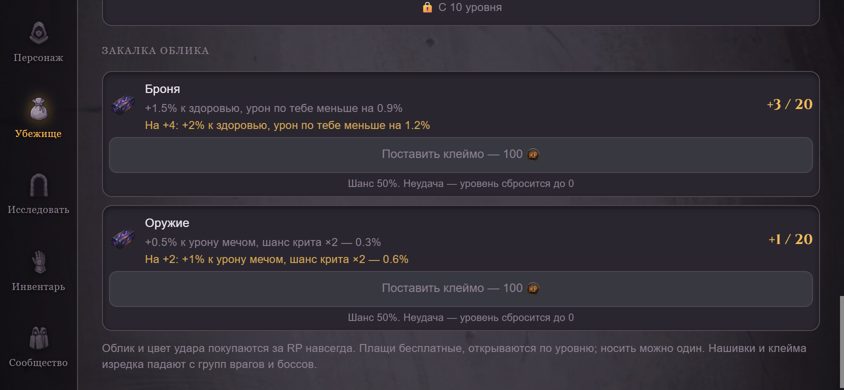 С 10 уровня
Персонаж
ЗАКАЛКА ОБЛИКА
Броня
+1.5% к здоровью, урон по тебе меньше на 0.9%
На +4: +2% к здоровью, урон по тебе меньше на 1.2%
+3 / 20
Убежище
Поставить клеймо — 100 RP
Шанс 50%. Неудача — уровень сбросится до 0
Исследовать
Оружие
+0.5% к урону мечом, шанс крита ×2 — 0.3%
На +2: +1% к урону мечом, шанс крита ×2 — 0.6%
+1 / 20
Инвентарь
Поставить клеймо — 100 RP
Шанс 50%. Неудача — уровень сбросится до 0
Сообщество
Облик и цвет удара покупаются за RP навсегда. Плащи бесплатные, открываются по уровню; носить можно один. Нашивки и клейма
изредка падают с групп врагов и боссов.